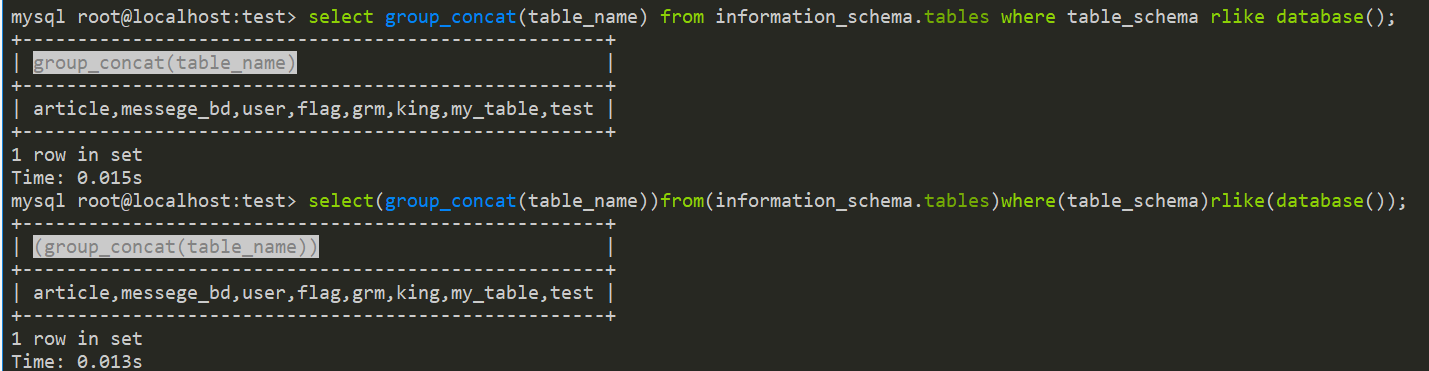 mysql root@localhost:test> select group_concat(table_name) from information_schema.tables where table_schema rlike database();
+-----------------------------------------------------+
| group_concat(table_name)                            |
+-----------------------------------------------------+
| article,messege_bd,user,flag,grm,king,my_table,test |
+-----------------------------------------------------+
1 row in set
Time: 0.015s
mysql root@localhost:test> select(group_concat(table_name))from(information_schema.tables)where(table_schema)rlike(database());
+-----------------------------------------------------+
| (group_concat(table_name))                          |
+-----------------------------------------------------+
| article,messege_bd,user,flag,grm,king,my_table,test |
+-----------------------------------------------------+
1 row in set
Time: 0.013s